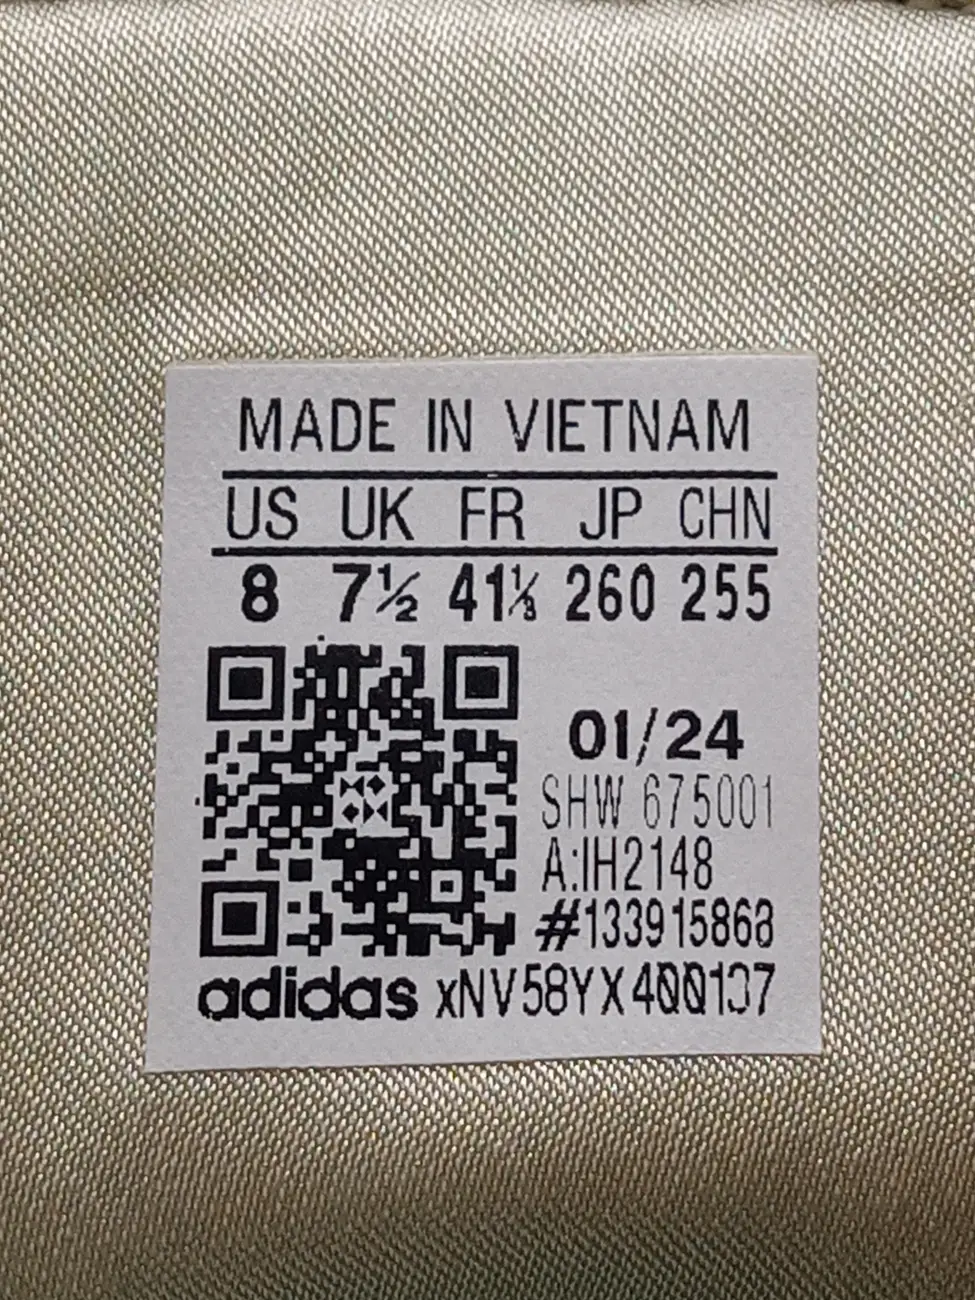 MADE IN VIETNAM
US UK FR JP CHN
8 7½ 41⅓ 260 255
01/24
SHW 675001
A:IH2148
#133915868
adidas